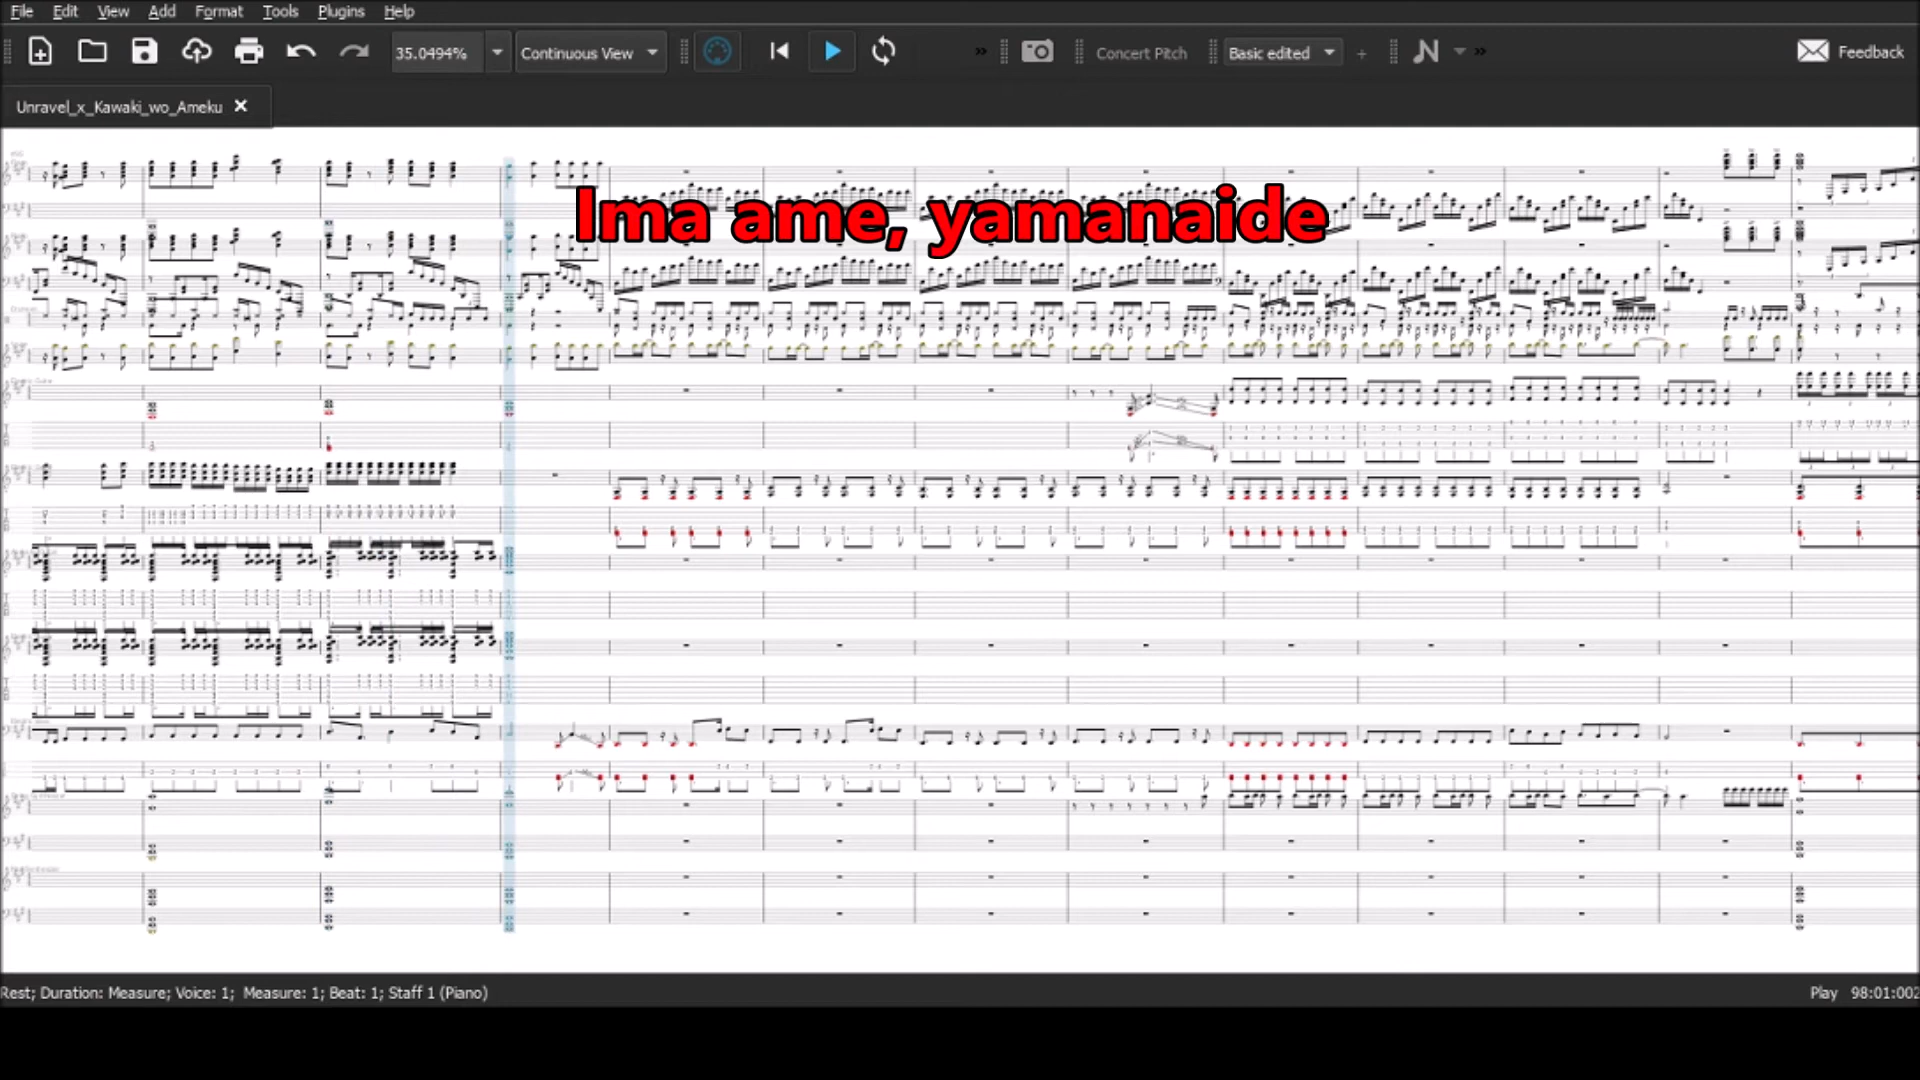 File Edit View Add Format Tools Plugins Help
35.0494% Continuous View Concert Pitch Basic edited Feedback
Unravel_x_Kawaki_wo_Ameku
Ima ame, yamanaide
Rest; Duration: Measure; Voice: 1; Measure: 1; Beat: 1; Staff 1 (Piano) Play 98:01:002